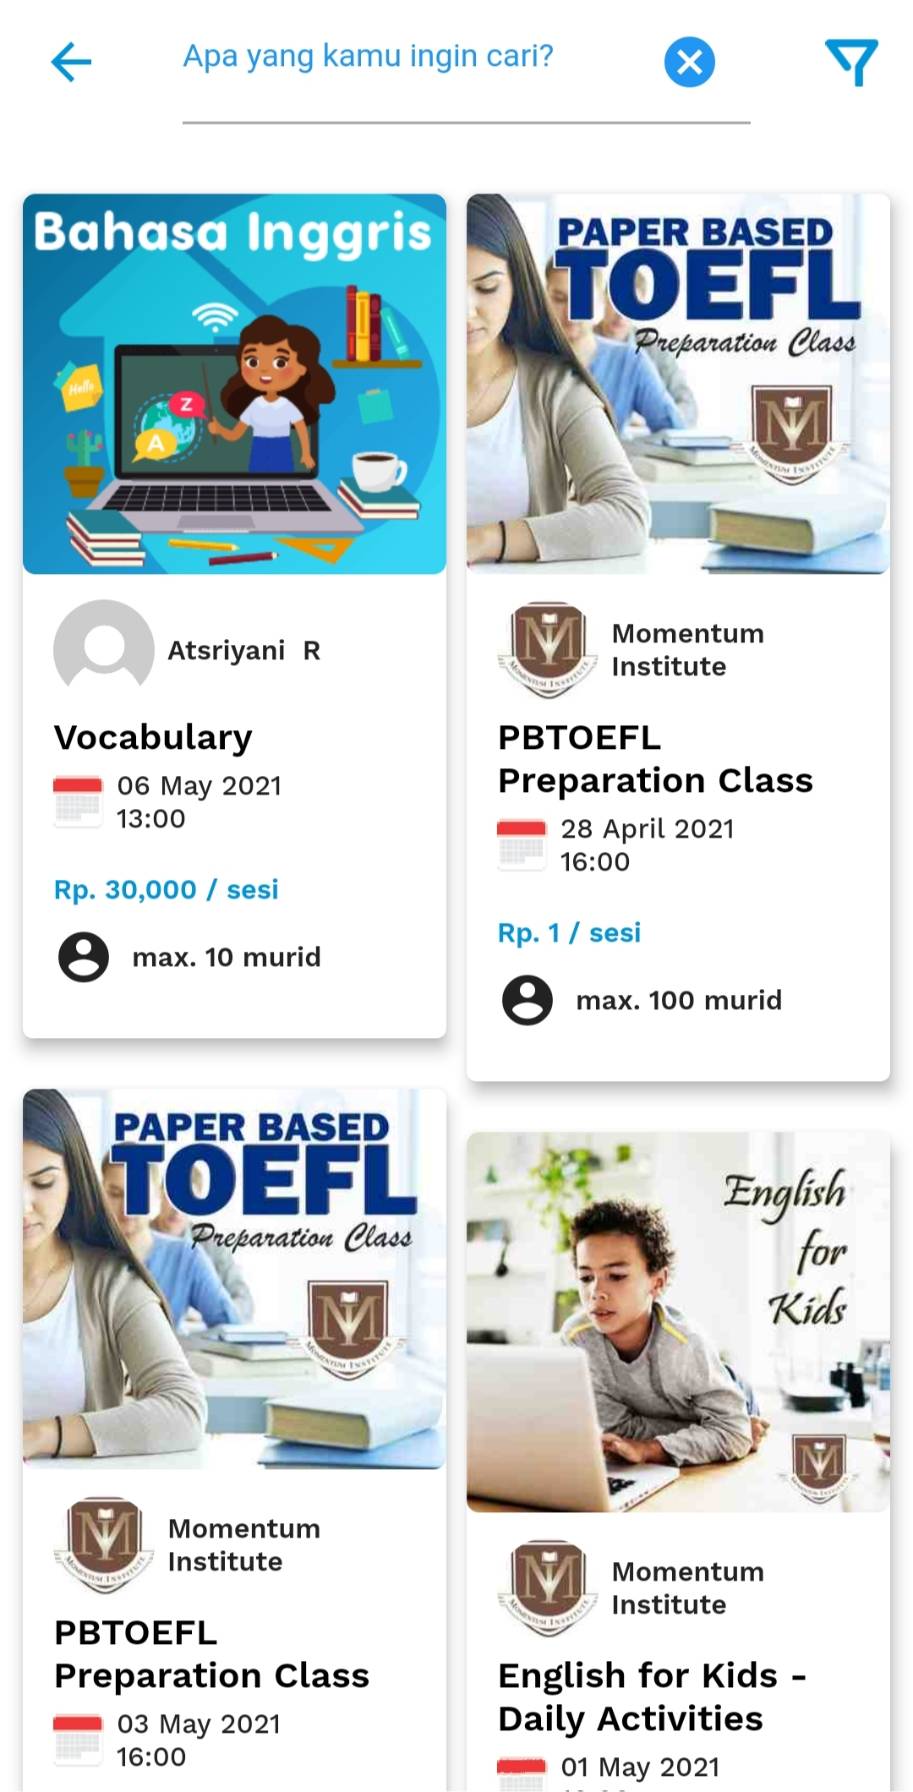 Apa yang kamu ingin cari?
Bahasa Inggris
Hello
Z
A
Atsriyani R
Vocabulary
06 May 2021
13:00
Rp. 30,000 / sesi
max. 10 murid
PAPER BASED
TOEFL
Preparation Class
MOMENTUM INSTITUTE
Momentum
Institute
PBTOEFL
Preparation Class
28 April 2021
16:00
Rp. 1 / sesi
max. 100 murid
PAPER BASED
TOEFL
Preparation Class
MOMENTUM INSTITUTE
Momentum
Institute
PBTOEFL
Preparation Class
03 May 2021
16:00
English
for
Kids
Momentum
Institute
English for Kids -
Daily Activities
01 May 2021